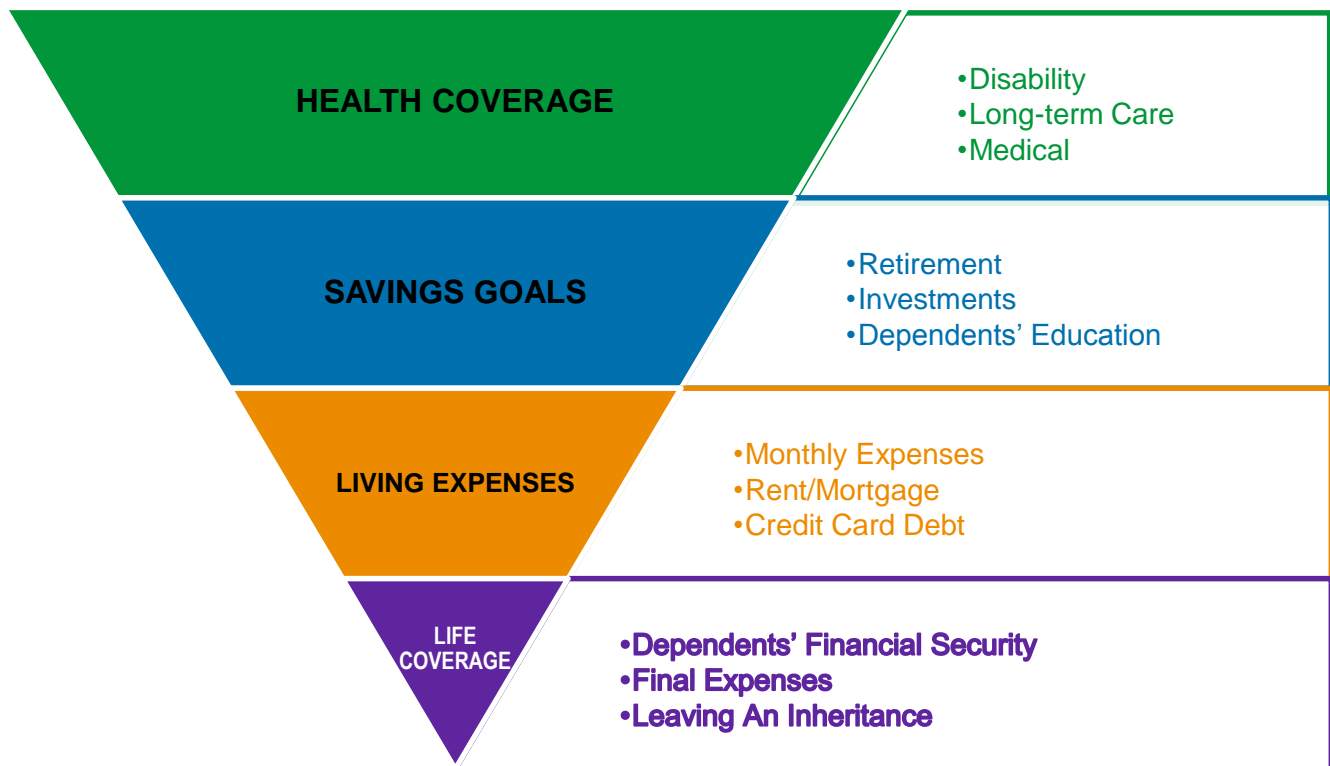 HEALTH COVERAGE
•Disability
•Long-term Care
•Medical
SAVINGS GOALS
•Retirement
•Investments
•Dependents’ Education
LIVING EXPENSES
•Monthly Expenses
•Rent/Mortgage
•Credit Card Debt
LIFE
COVERAGE
•Dependents’ Financial Security
•Final Expenses
•Leaving An Inheritance